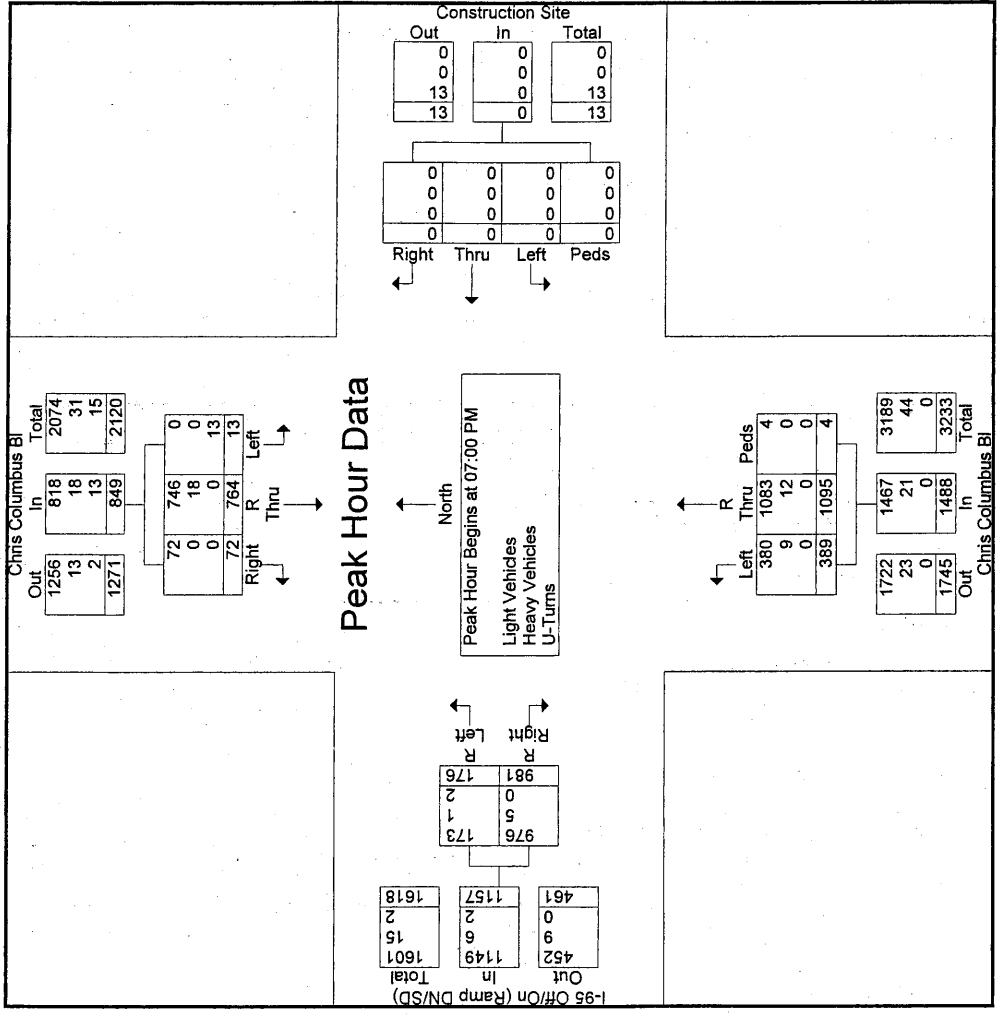 Construction Site
Out In Total
0 0 0
0 0 0
13 0 13
13 0 13
0 0 0 0
0 0 0 0
0 0 0 0
0 0 0 0
Right Thru Left Peds
Chris Columbus Bl
Out In Total
1256 818 2074
13 18 31
2 13 15
1271 849 2120
72 746 0
0 18 0
0 0 13
72 764 13
Right R Thru Left
Peak Hour Data
North
Peak Hour Begins at 07:00 PM
Light Vehicles
Heavy Vehicles
U-Turns
R
Left Thru Peds
380 1083 4
9 12 0
0 0 0
389 1095 4
1722 1467 3189
23 21 44
0 0 0
1745 1488 3233
Out In Total
Chris Columbus Bl
Left Right
R R
176 981
2 0
1 5
173 976
1618 1157 461
2 2 0
15 6 9
1601 1149 452
Total In Out
I-95 Off/On (Ramp DN/SD)